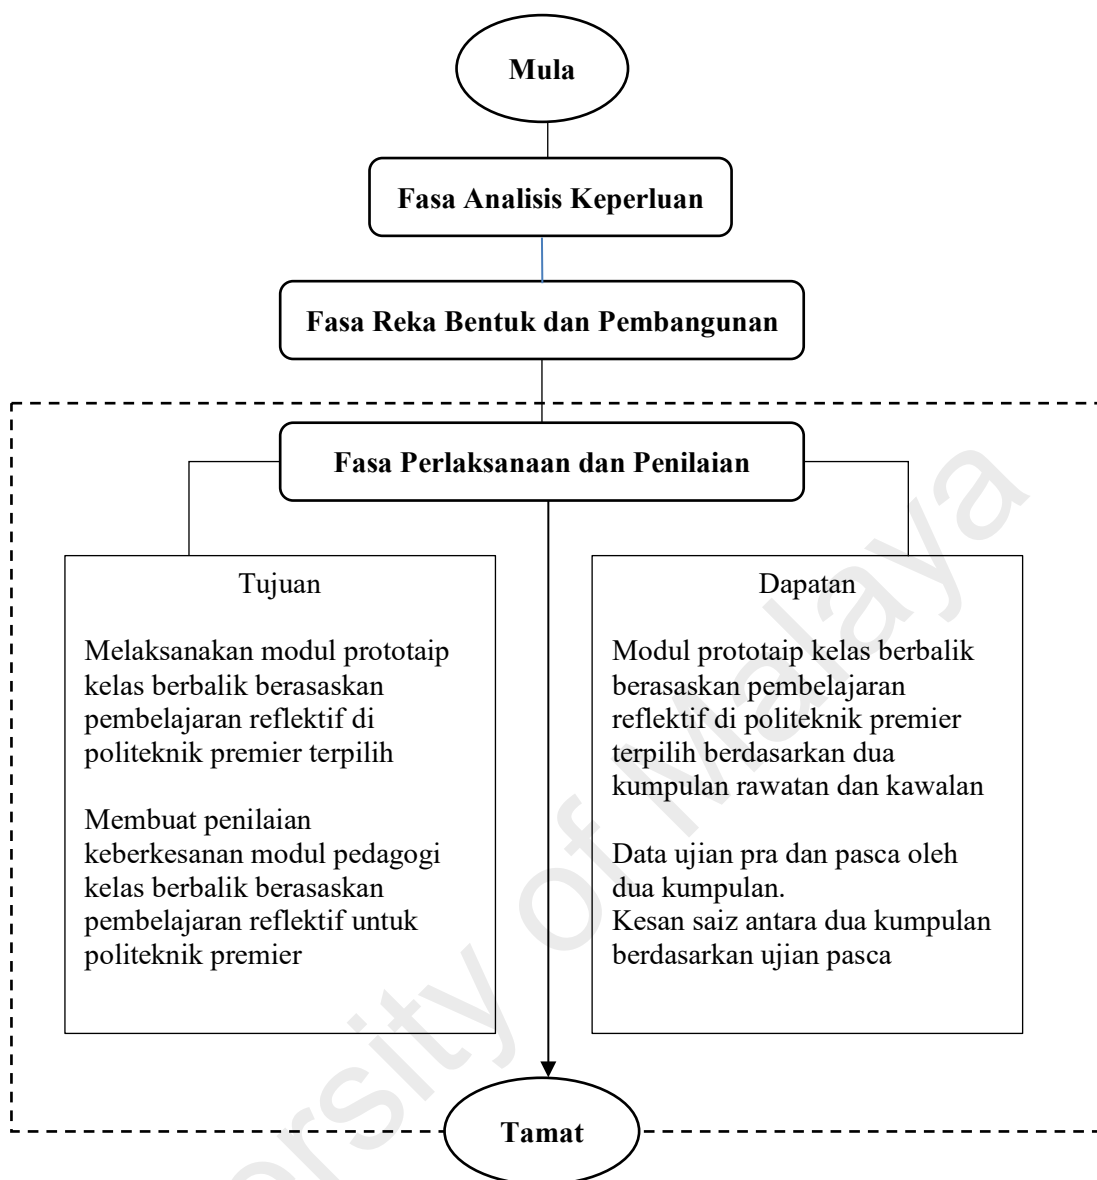 Mula
Fasa Analisis Keperluan
Fasa Reka Bentuk dan Pembangunan
Fasa Perlaksanaan dan Penilaian
Tujuan
Melaksanakan modul prototaip
kelas berbalik berasaskan
pembelajaran reflektif di
politeknik premier terpilih
Membuat penilaian
keberkesanan modul pedagogi
kelas berbalik berasaskan
pembelajaran reflektif untuk
politeknik premier
Dapatan
Modul prototaip kelas berbalik
berasaskan pembelajaran
reflektif di politeknik premier
terpilih berdasarkan dua
kumpulan rawatan dan kawalan
Data ujian pra dan pasca oleh
dua kumpulan.
Kesan saiz antara dua kumpulan
berdasarkan ujian pasca
Tamat
ersity of Malaya